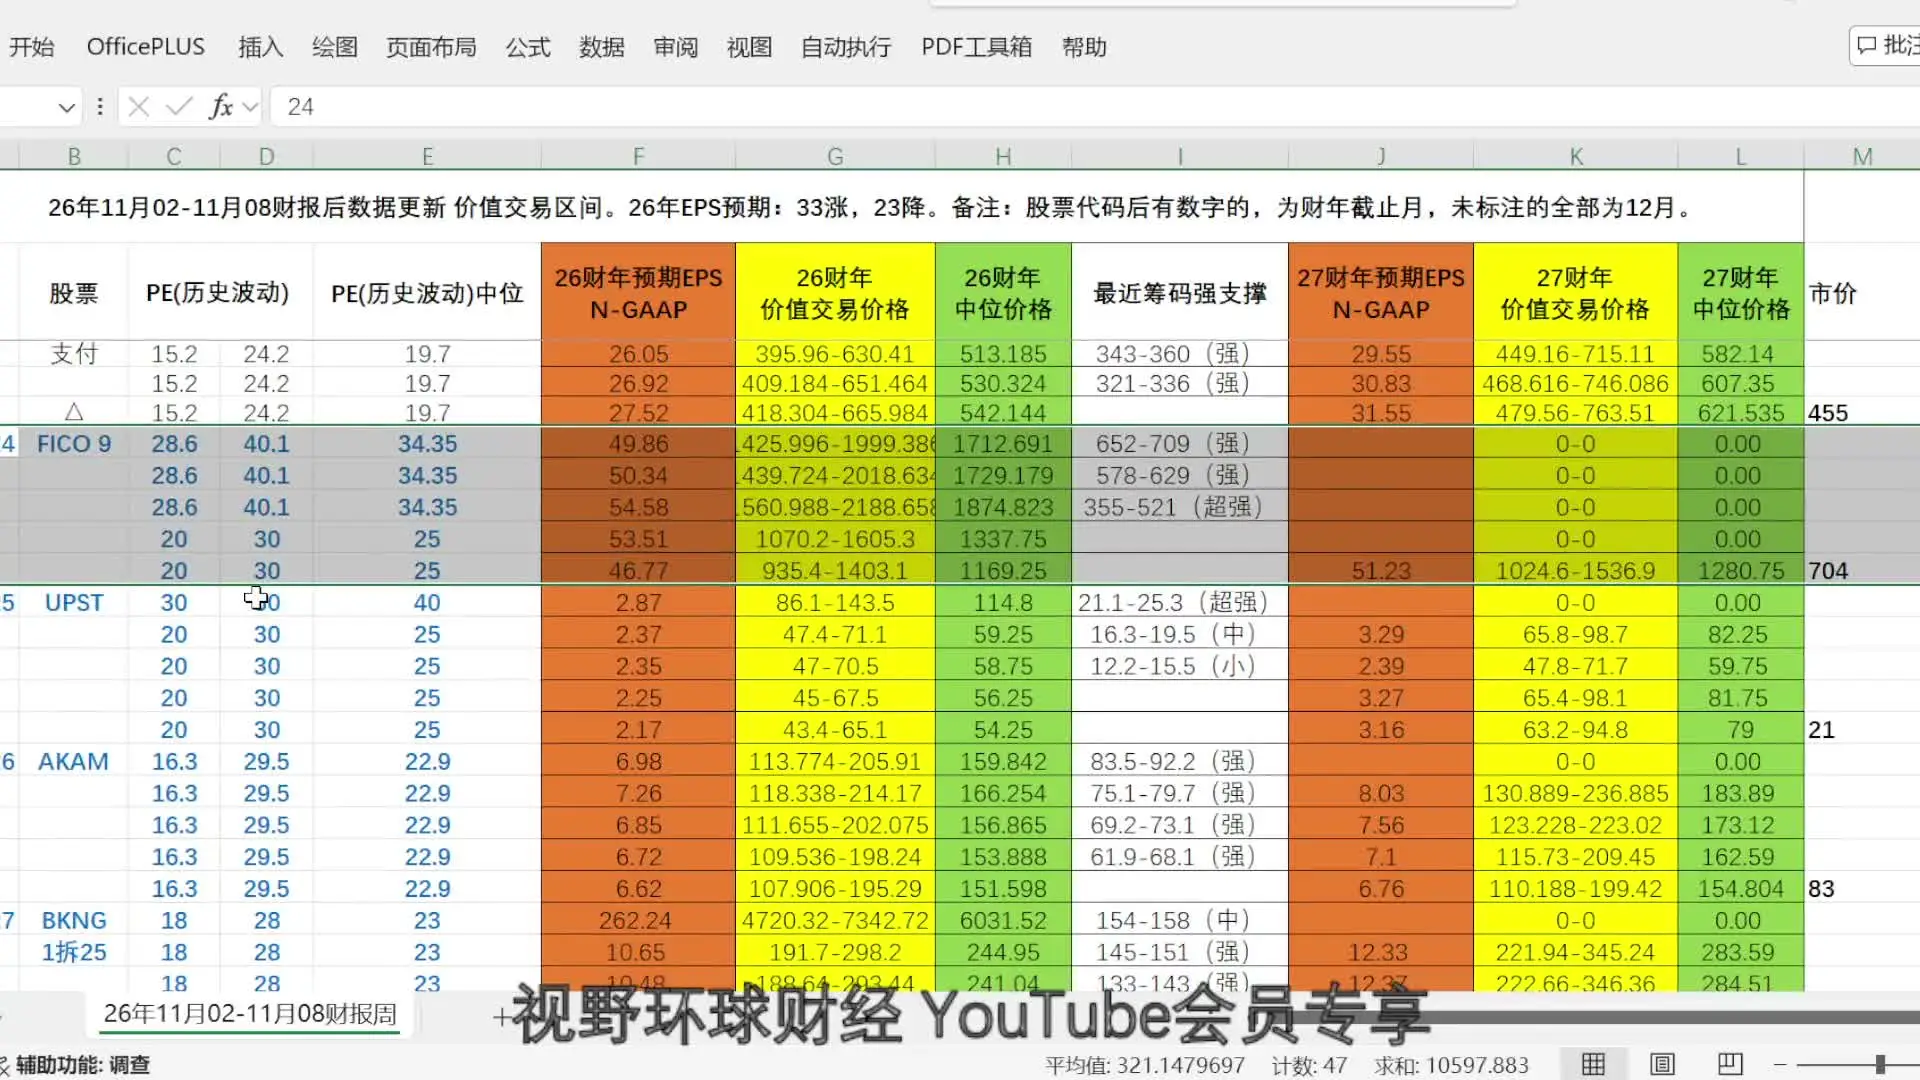 开始 OfficePLUS 插入 绘图 页面布局 公式 数据 审阅 视图 自动执行 PDF工具箱 帮助 批注
fx 24
B C D E F G H I J K L M
26年11月02-11月08财报后数据更新 价值交易区间。26年EPS预期：33涨，23降。备注：股票代码后有数字的，为财年截止月，未标注的全部为12月。
股票 PE(历史波动) PE(历史波动)中位 26财年预期EPS N-GAAP 26财年 价值交易价格 26财年 中位价格 最近筹码强支撑 27财年预期EPS N-GAAP 27财年 价值交易价格 27财年 中位价格 市价
支付 15.2 24.2 19.7 26.05 395.96-630.41 513.185 343-360（强） 29.55 449.16-715.11 582.14
15.2 24.2 19.7 26.92 409.184-651.464 530.324 321-336（强） 30.83 468.616-746.086 607.35
△ 15.2 24.2 19.7 27.52 418.304-665.984 542.144 31.55 479.56-763.51 621.535 455
4 FICO 9 28.6 40.1 34.35 49.86 425.996-1999.386 1712.691 652-709（强） 0-0 0.00
28.6 40.1 34.35 50.34 439.724-2018.634 1729.179 578-629（强） 0-0 0.00
28.6 40.1 34.35 54.58 560.988-2188.658 1874.823 355-521（超强） 0-0 0.00
20 30 25 53.51 1070.2-1605.3 1337.75 0-0 0.00
20 30 25 46.77 935.4-1403.1 1169.25 51.23 1024.6-1536.9 1280.75 704
5 UPST 30 40 2.87 86.1-143.5 114.8 21.1-25.3（超强） 0-0 0.00
20 30 25 2.37 47.4-71.1 59.25 16.3-19.5（中） 3.29 65.8-98.7 82.25
20 30 25 2.35 47-70.5 58.75 12.2-15.5（小） 2.39 47.8-71.7 59.75
20 30 25 2.25 45-67.5 56.25 3.27 65.4-98.1 81.75
20 30 25 2.17 43.4-65.1 54.25 3.16 63.2-94.8 79 21
6 AKAM 16.3 29.5 22.9 6.98 113.774-205.91 159.842 83.5-92.2（强） 0-0 0.00
16.3 29.5 22.9 7.26 118.338-214.17 166.254 75.1-79.7（强） 8.03 130.889-236.885 183.89
16.3 29.5 22.9 6.85 111.655-202.075 156.865 69.2-73.1（强） 7.56 123.228-223.02 173.12
16.3 29.5 22.9 6.72 109.536-198.24 153.888 61.9-68.1（强） 7.1 115.73-209.45 162.59
16.3 29.5 22.9 6.62 107.906-195.29 151.598 6.76 110.188-199.42 154.804 83
7 BKNG 18 28 23 262.24 4720.32-7342.72 6031.52 154-158（中） 0-0 0.00
1拆25 18 28 23 10.65 191.7-298.2 244.95 145-151（强） 12.33 221.94-345.24 283.59
18 28 23 10.48 188.64-293.44 241.04 133-143（强） 12.37 222.66-346.36 284.51
26年11月02-11月08财报周 +
视野环球财经 YouTube会员专享
辅助功能: 调查 平均值: 321.1479697 计数: 47 求和: 10597.883